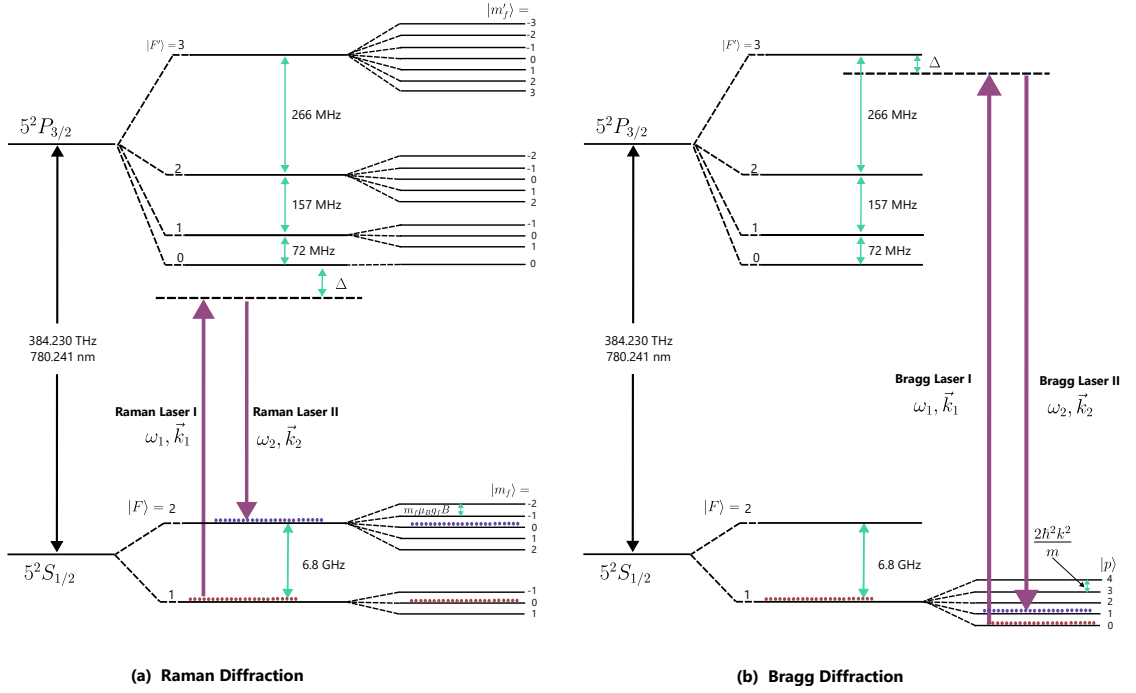 |m′_f⟩ =
-3
-2
-1
0
1
2
3
|F'⟩ = 3
266 MHz
5²P₃/₂
2
-2
-1
0
1
2
157 MHz
1
-1
0
1
72 MHz
0
0
Δ
384.230 THz
780.241 nm
Raman Laser I
ω₁, k⃗₁
Raman Laser II
ω₂, k⃗₂
|m_f⟩ =
|F⟩ = 2
-2
-1
0
1
2
m_f μ_B g_f B
6.8 GHz
5²S₁/₂
1
-1
0
1
(a) Raman Diffraction
|F'⟩ = 3
Δ
266 MHz
5²P₃/₂
2
157 MHz
1
72 MHz
0
384.230 THz
780.241 nm
Bragg Laser I
ω₁, k⃗₁
Bragg Laser II
ω₂, k⃗₂
|F⟩ = 2
2ħ²k²
m
6.8 GHz
5²S₁/₂
|p⟩
1
4
3
2
1
0
(b) Bragg Diffraction